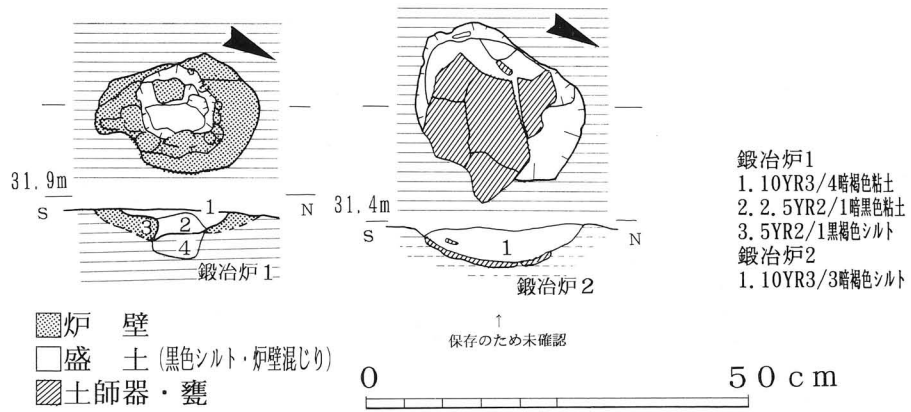 31.9m
S
1
N
3
2
4
鍛冶炉1
31.4m
S
1
N
鍛冶炉2
↑
保存のため未確認
鍛冶炉1
1.10YR3/4暗褐色粘土
2.2.5YR2/1暗黒色粘土
3.5YR2/1黒褐色シルト
鍛冶炉2
1.10YR3/3暗褐色シルト
炉 壁
盛 土(黒色シルト・炉壁混じり)
土師器・甕
0
50cm